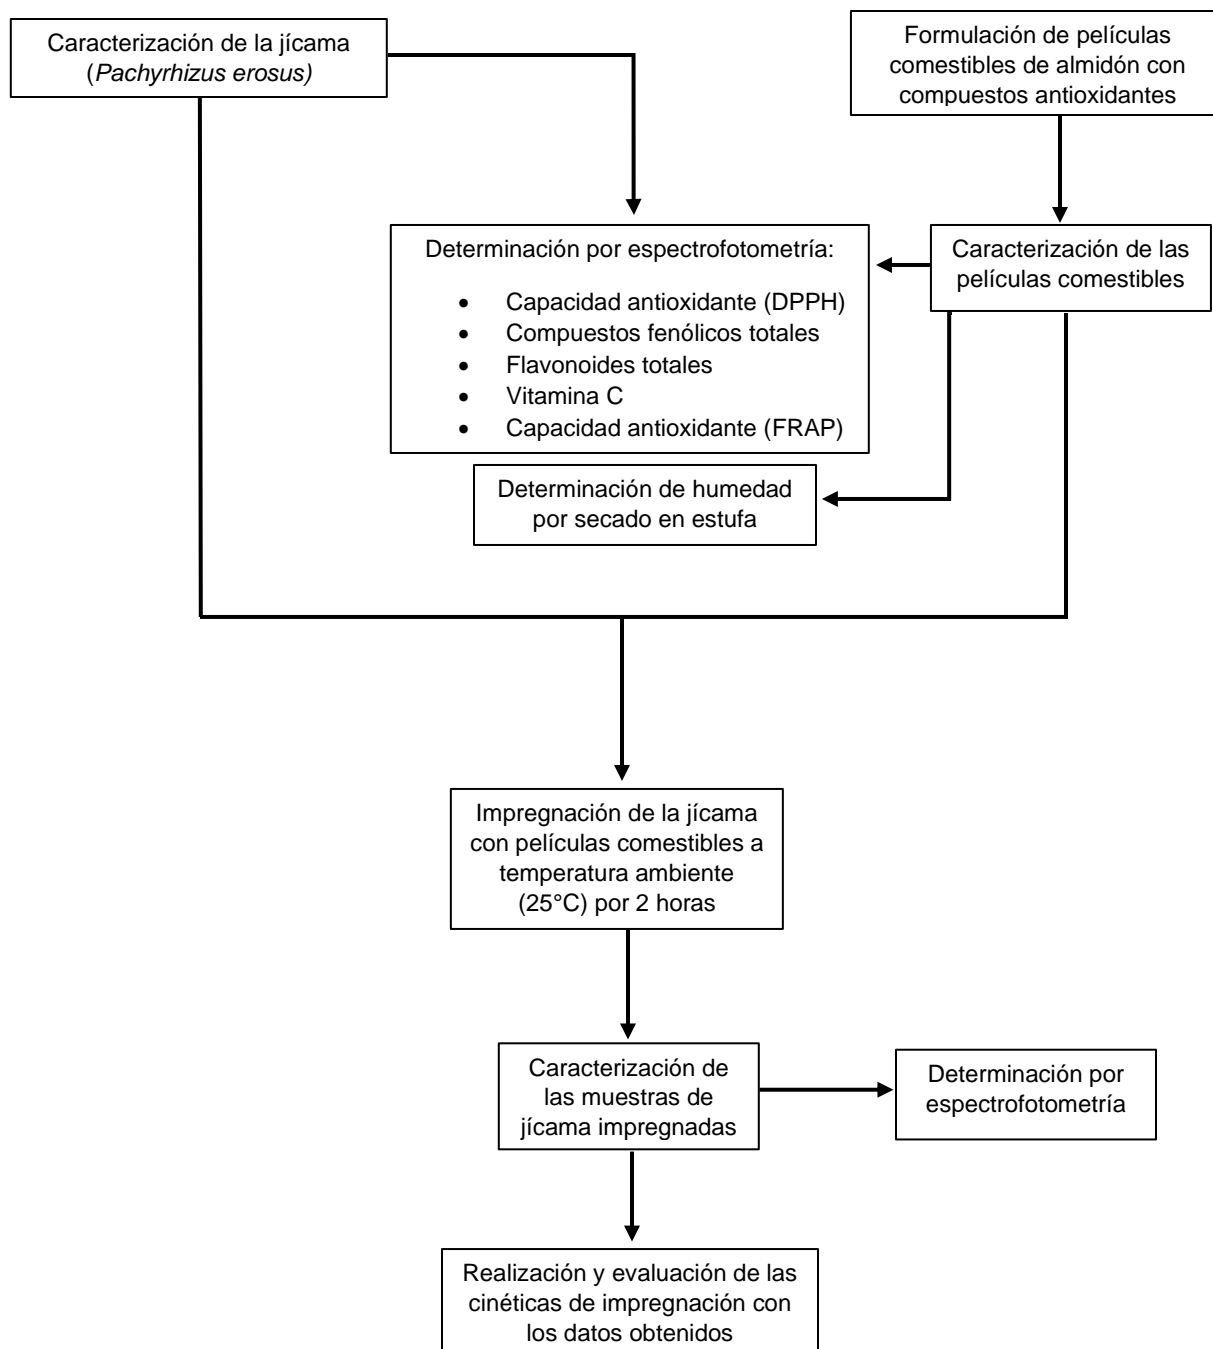 Caracterización de la jícama
(Pachyrhizus erosus)
Formulación de películas
comestibles de almidón con
compuestos antioxidantes
Determinación por espectrofotometría:
• Capacidad antioxidante (DPPH)
• Compuestos fenólicos totales
• Flavonoides totales
• Vitamina C
• Capacidad antioxidante (FRAP)
Caracterización de las
películas comestibles
Determinación de humedad
por secado en estufa
Impregnación de la jícama
con películas comestibles a
temperatura ambiente
(25°C) por 2 horas
Caracterización de
las muestras de
jícama impregnadas
Determinación por
espectrofotometría
Realización y evaluación de las
cinéticas de impregnación con
los datos obtenidos